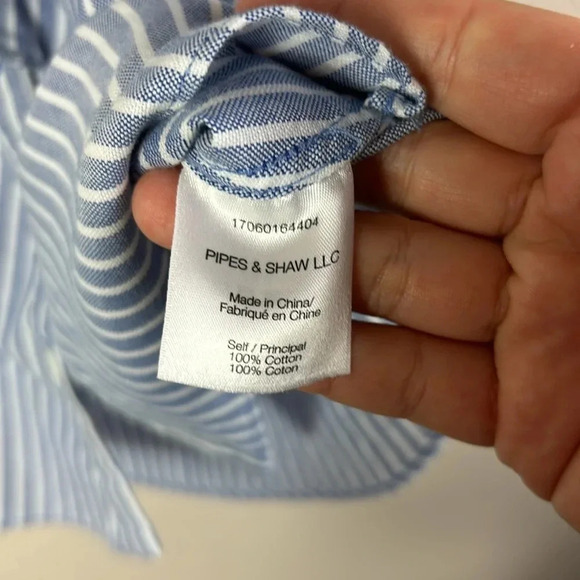 17060164404
PIPES & SHAW LLC
Made in China/
Fabriqué en Chine
Self / Principal
100% Cotton
100% Coton